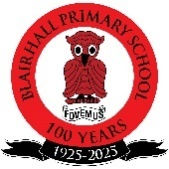 BLAIRHALL PRIMARY SCHOOL
FOVEMUS
100 YEARS
1925-2025